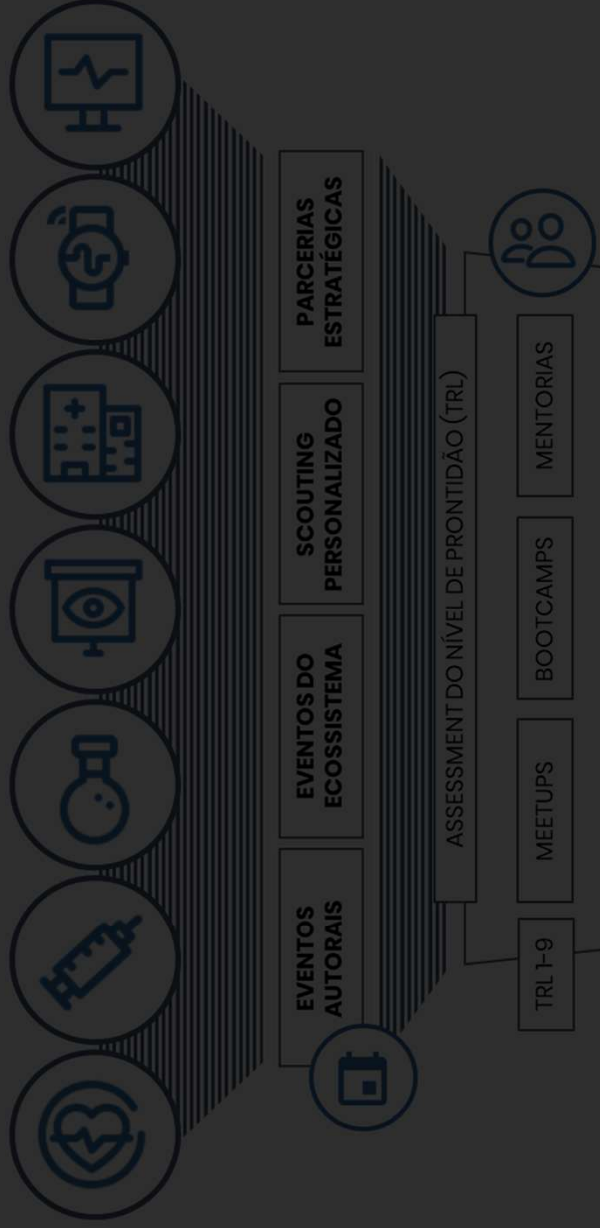 EVENTOS
AUTORAIS
EVENTOS DO
ECOSSISTEMA
SCOUTING
PERSONALIZADO
PARCERIAS
ESTRATÉGICAS
ASSESSMENT DO NÍVEL DE PRONTIDÃO (TRL)
TRL 1-9
MEETUPS
BOOTCAMPS
MENTORIAS